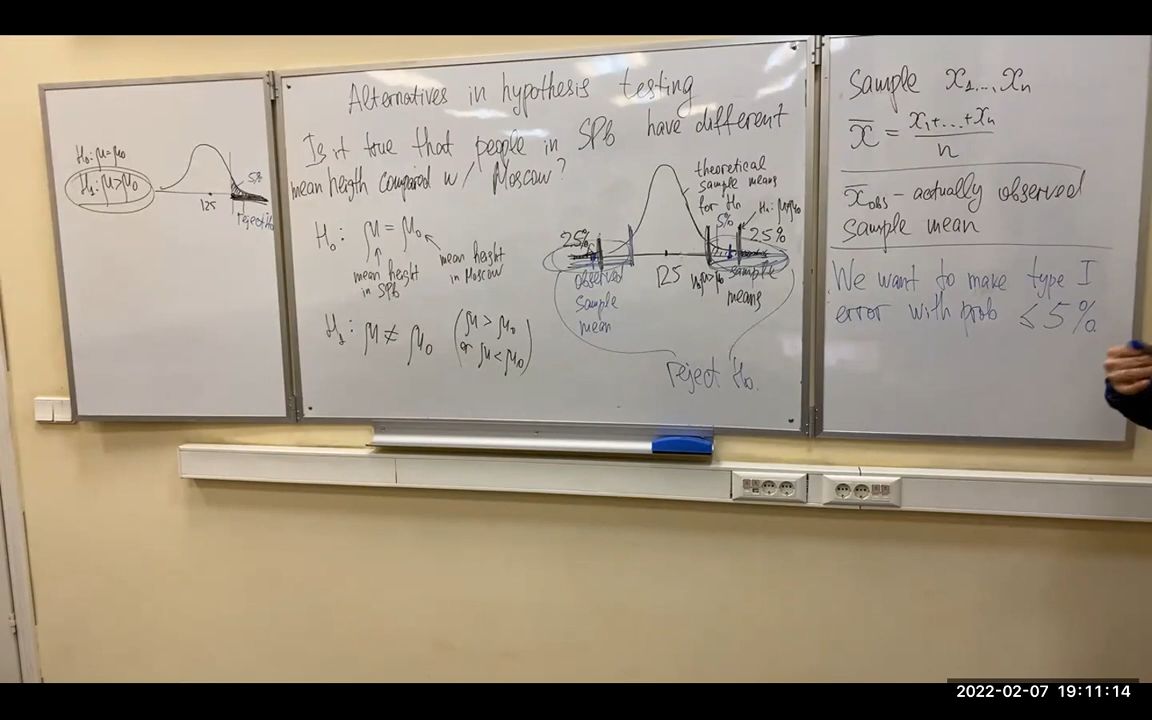 H₀: μ=μ₀
H₁: μ>μ₀
5%
125
reject H₀
Alternatives in hypothesis testing
Is it true that people in SPb have different
mean heigth compared w/ Moscow?
H₀: μ = μ₀
mean height
in SPb
mean height
in Moscow
H₁: μ ≠ μ₀ (μ > μ₀
or μ < μ₀)
theoretical
sample means
for H₀
5%
2.5%
2.5%
125
observed
sample
mean
sample
means
reject H₀.
Sample x₁,...,xₙ
x̄ = x₁+...+xₙ / n
x̄obs - actually observed
sample mean
We want to make type I
error with prob ≤ 5%
2022-02-07 19:11:14